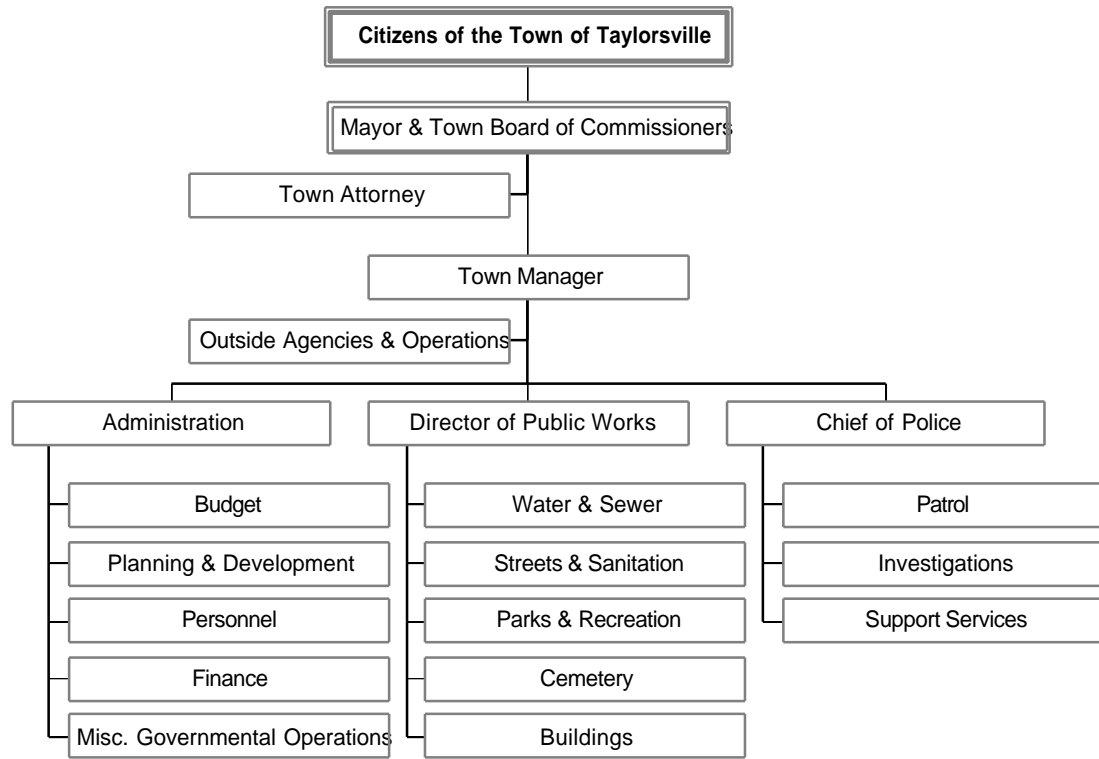 Citizens of the Town of Taylorsville
Mayor & Town Board of Commissioners
Town Attorney
Town Manager
Outside Agencies & Operations
Administration
Director of Public Works
Chief of Police
Budget
Water & Sewer
Patrol
Planning & Development
Streets & Sanitation
Investigations
Personnel
Parks & Recreation
Support Services
Finance
Cemetery
Misc. Governmental Operations
Buildings